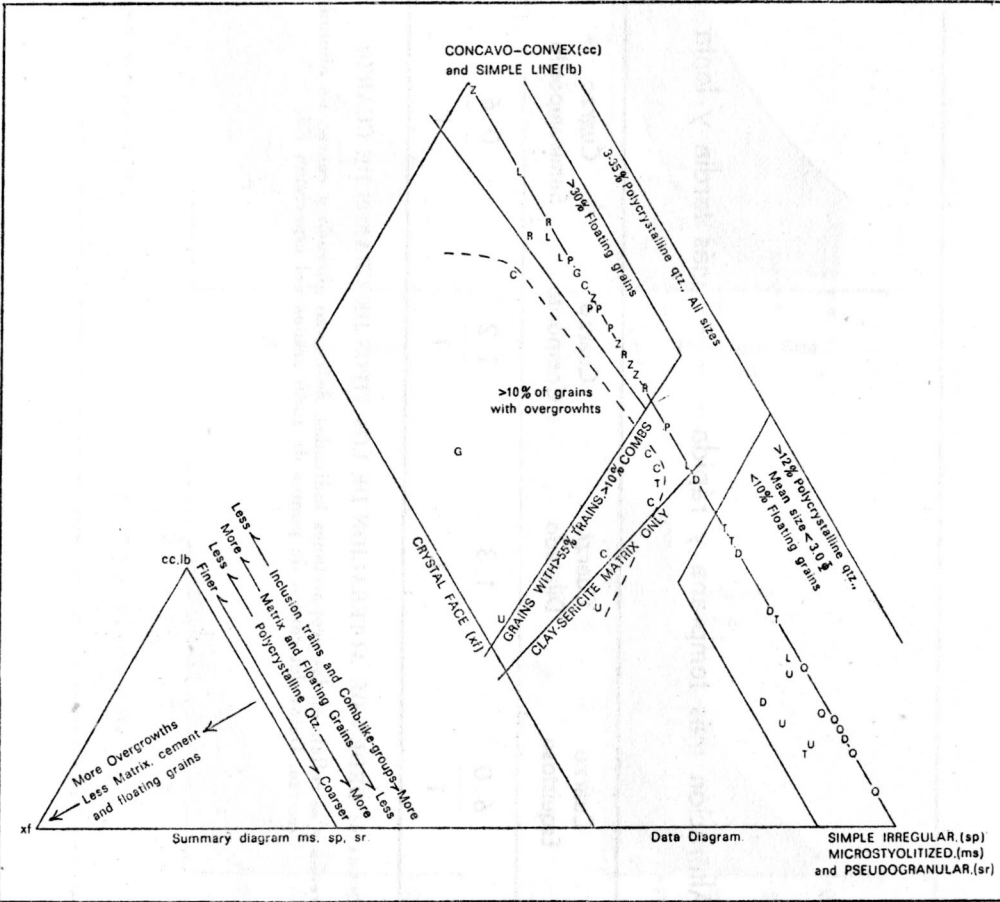 CONCAVO-CONVEX(cc)
and SIMPLE LINE(lb)
Z
L
R
R L
L P
G
C
C
Z
P P
P
Z
R
Z
Z
R
P
3-35% Polycrystalline qtz., All sizes
>30% Floating grains
>10% of grains
with overgrowhts
G
C
C
T
C
L
D
C
U
U
GRAINS WITH >55% TRAINS, >10% COMBS
CLAY-SERICITE MATRIX ONLY
CRYSTAL FACE (xf)
>12% Polycrystalline qtz.,
Mean size <3.0 Φ
<10% Floating grains
T
T
D
D
T
L
U
O
D
U
O
O
O
D
O
U
T
O
cc,lb
Less Inclusion trains and Comb-like-groups More
More Matrix and Floating Grains Less
Less Polycrystalline Qtz. More
Finer Coarser
More Overgrowths
Less Matrix, cement
and floating grains
xf
Summary diagram ms, sp, sr.
Data Diagram.
SIMPLE IRREGULAR,(sp)
MICROSTYOLITIZED,(ms)
and PSEUDOGRANULAR,(sr)